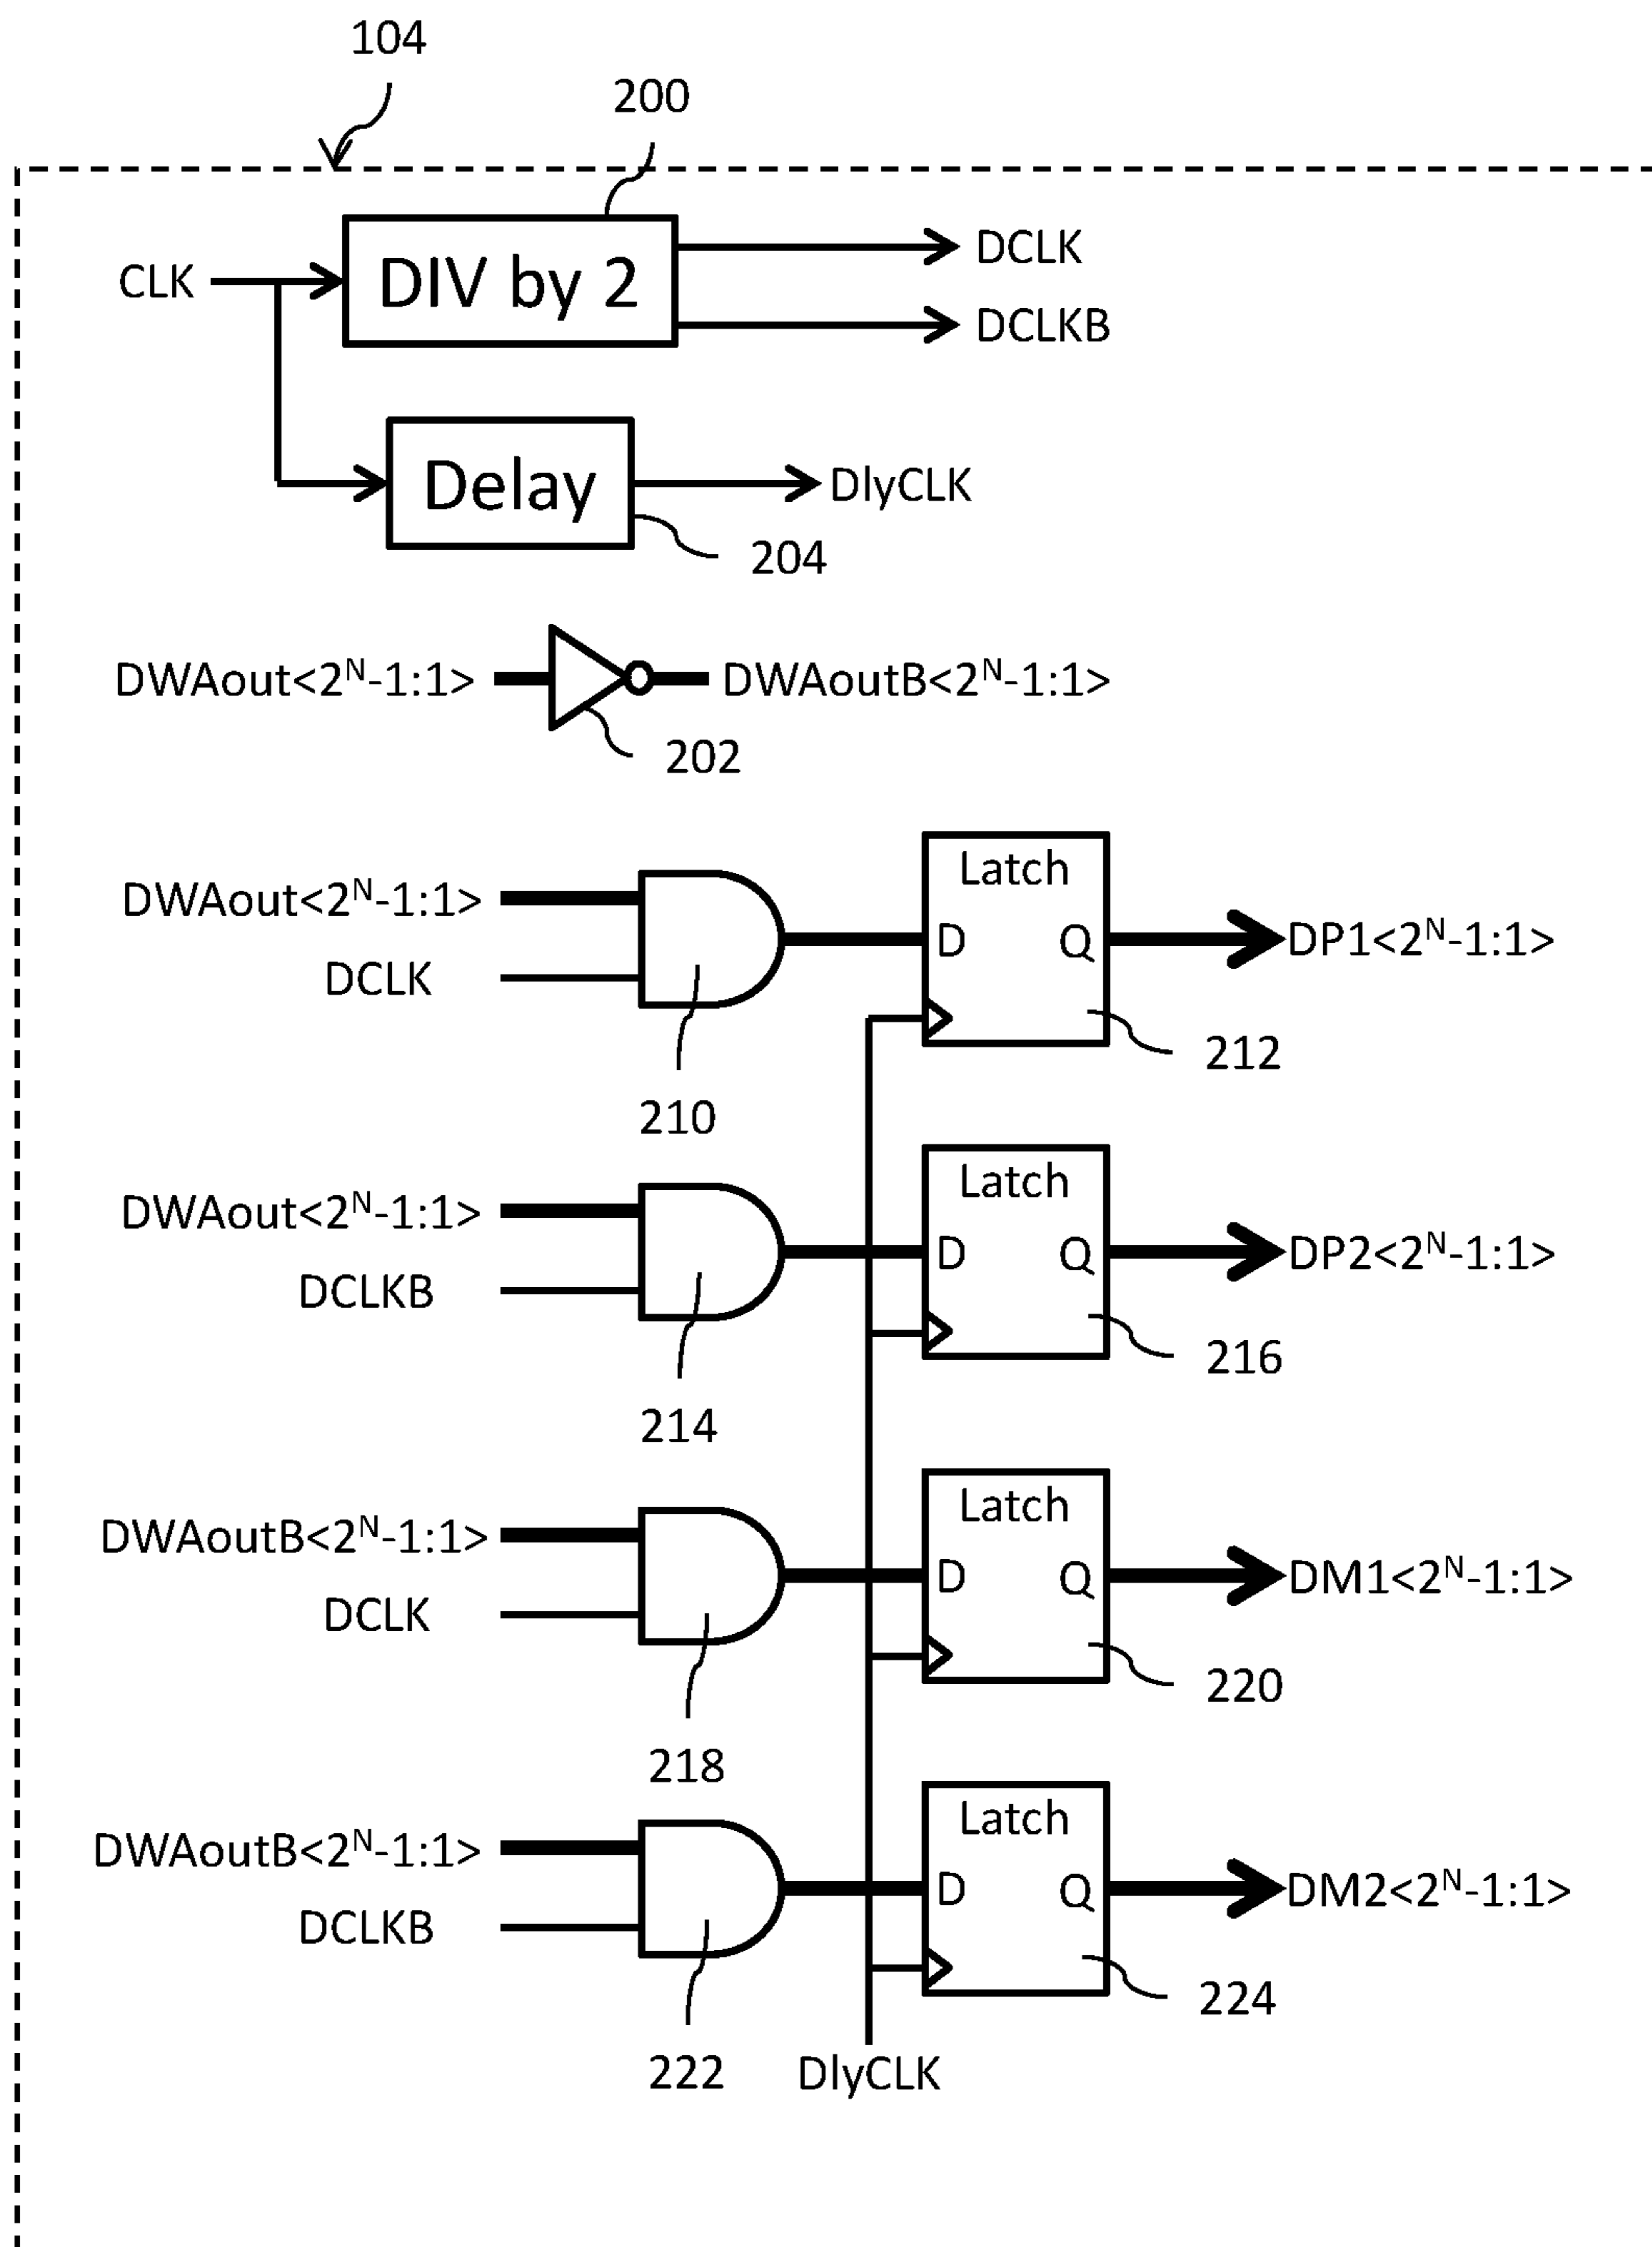 104
200
CLK
DIV by 2
DCLK
DCLKB
Delay
DlyCLK
204
DWAout<2ᴺ-1:1>
DWAoutB<2ᴺ-1:1>
202
DWAout<2ᴺ-1:1>
DCLK
210
Latch
D
Q
DP1<2ᴺ-1:1>
212
DWAout<2ᴺ-1:1>
DCLKB
214
Latch
D
Q
DP2<2ᴺ-1:1>
216
DWAoutB<2ᴺ-1:1>
DCLK
218
Latch
D
Q
DM1<2ᴺ-1:1>
220
DWAoutB<2ᴺ-1:1>
DCLKB
222
Latch
D
Q
DM2<2ᴺ-1:1>
224
DlyCLK